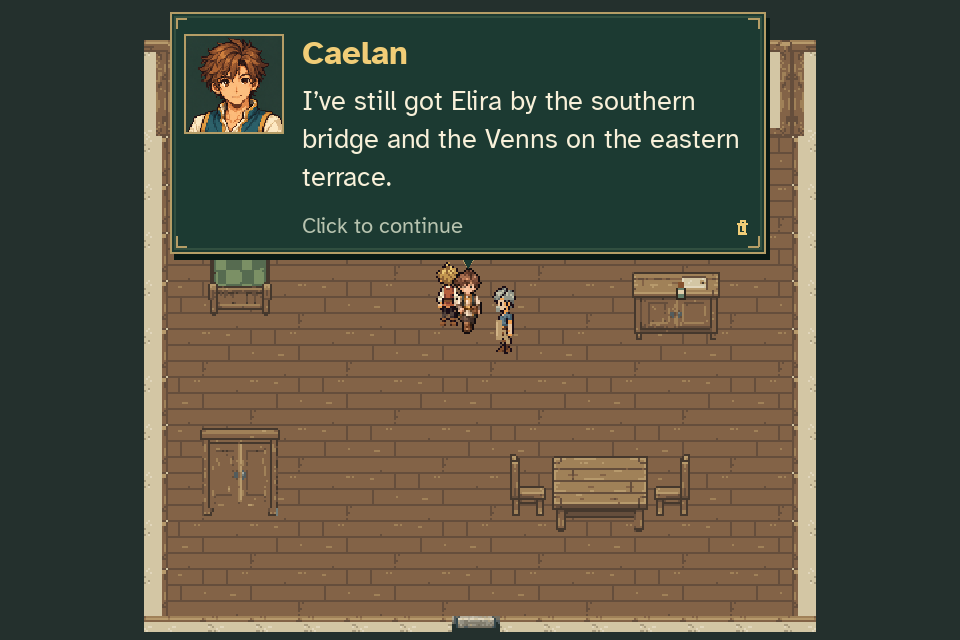 Caelan
I’ve still got Elira by the southern
bridge and the Venns on the eastern
terrace.
Click to continue